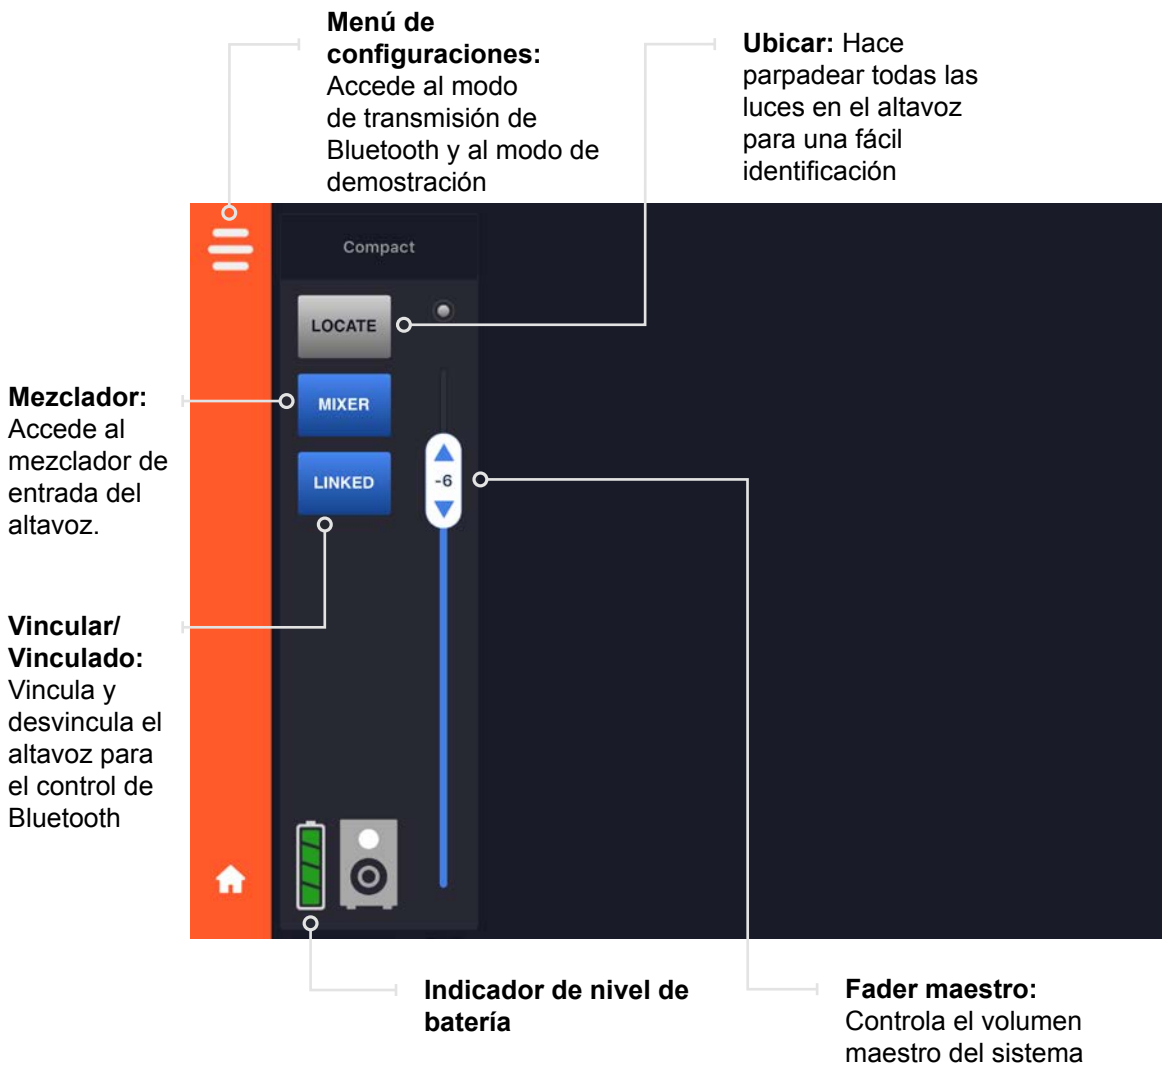 Menú de
configuraciones:
Accede al modo
de transmisión de
Bluetooth y al modo de
demostración
Ubicar: Hace
parpadear todas las
luces en el altavoz
para una fácil
identificación
Compact
LOCATE
MIXER
LINKED
-6
Mezclador:
Accede al
mezclador de
entrada del
altavoz.
Vincular/
Vinculado:
Vincula y
desvincula el
altavoz para
el control de
Bluetooth
Indicador de nivel de
batería
Fader maestro:
Controla el volumen
maestro del sistema